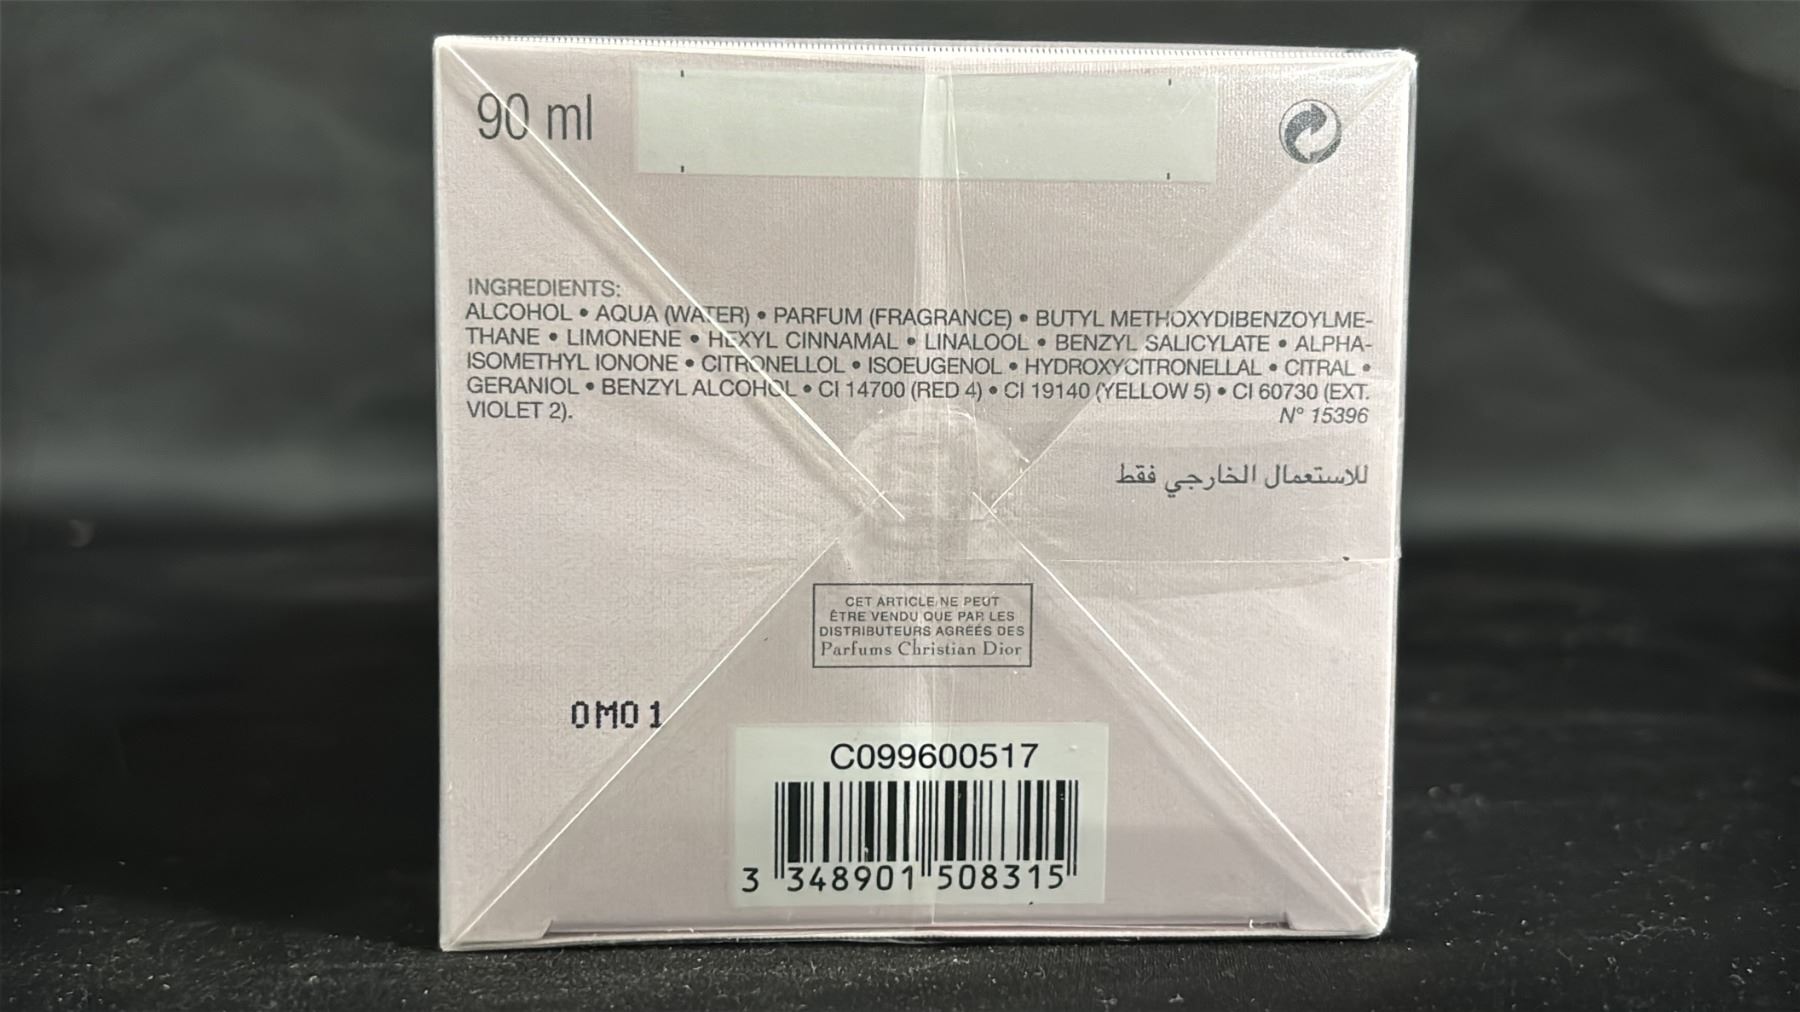 90 ml
INGREDIENTS:
ALCOHOL • AQUA (WATER) • PARFUM (FRAGRANCE) • BUTYL METHOXYDIBENZOYLME-
THANE • LIMONENE • HEXYL CINNAMAL • LINALOOL • BENZYL SALICYLATE • ALPHA-
ISOMETHYL IONONE • CITRONELLOL • ISOEUGENOL • HYDROXYCITRONELLAL • CITRAL •
GERANIOL • BENZYL ALCOHOL • CI 14700 (RED 4) • CI 19140 (YELLOW 5) • CI 60730 (EXT.
VIOLET 2). N° 15396
للاستعمال الخارجي فقط
CET ARTICLE NE PEUT
ÊTRE VENDU QUE PAR LES
DISTRIBUTEURS AGRÉÉS DES
Parfums Christian Dior
0M01
C099600517
3 348901 508315